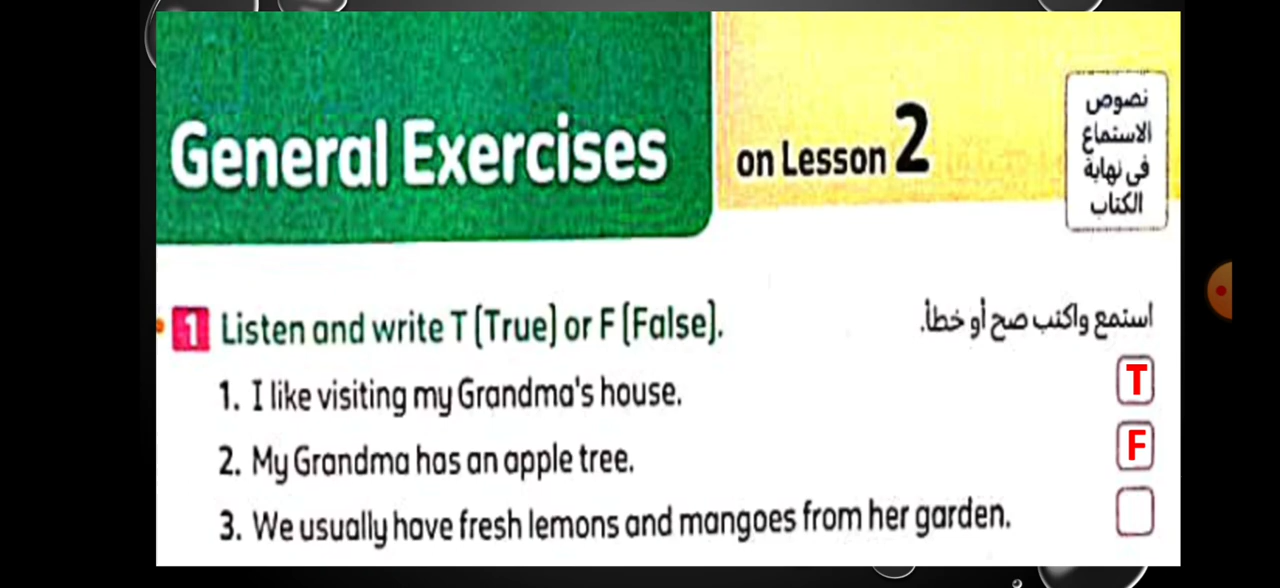 General Exercises on Lesson 2
نصوص
الاستماع
فى نهاية
الكتاب
1 Listen and write T (True) or F (False).
استمع واكتب صح أو خطأ.
1. I like visiting my Grandma's house. T
2. My Grandma has an apple tree. F
3. We usually have fresh lemons and mangoes from her garden.